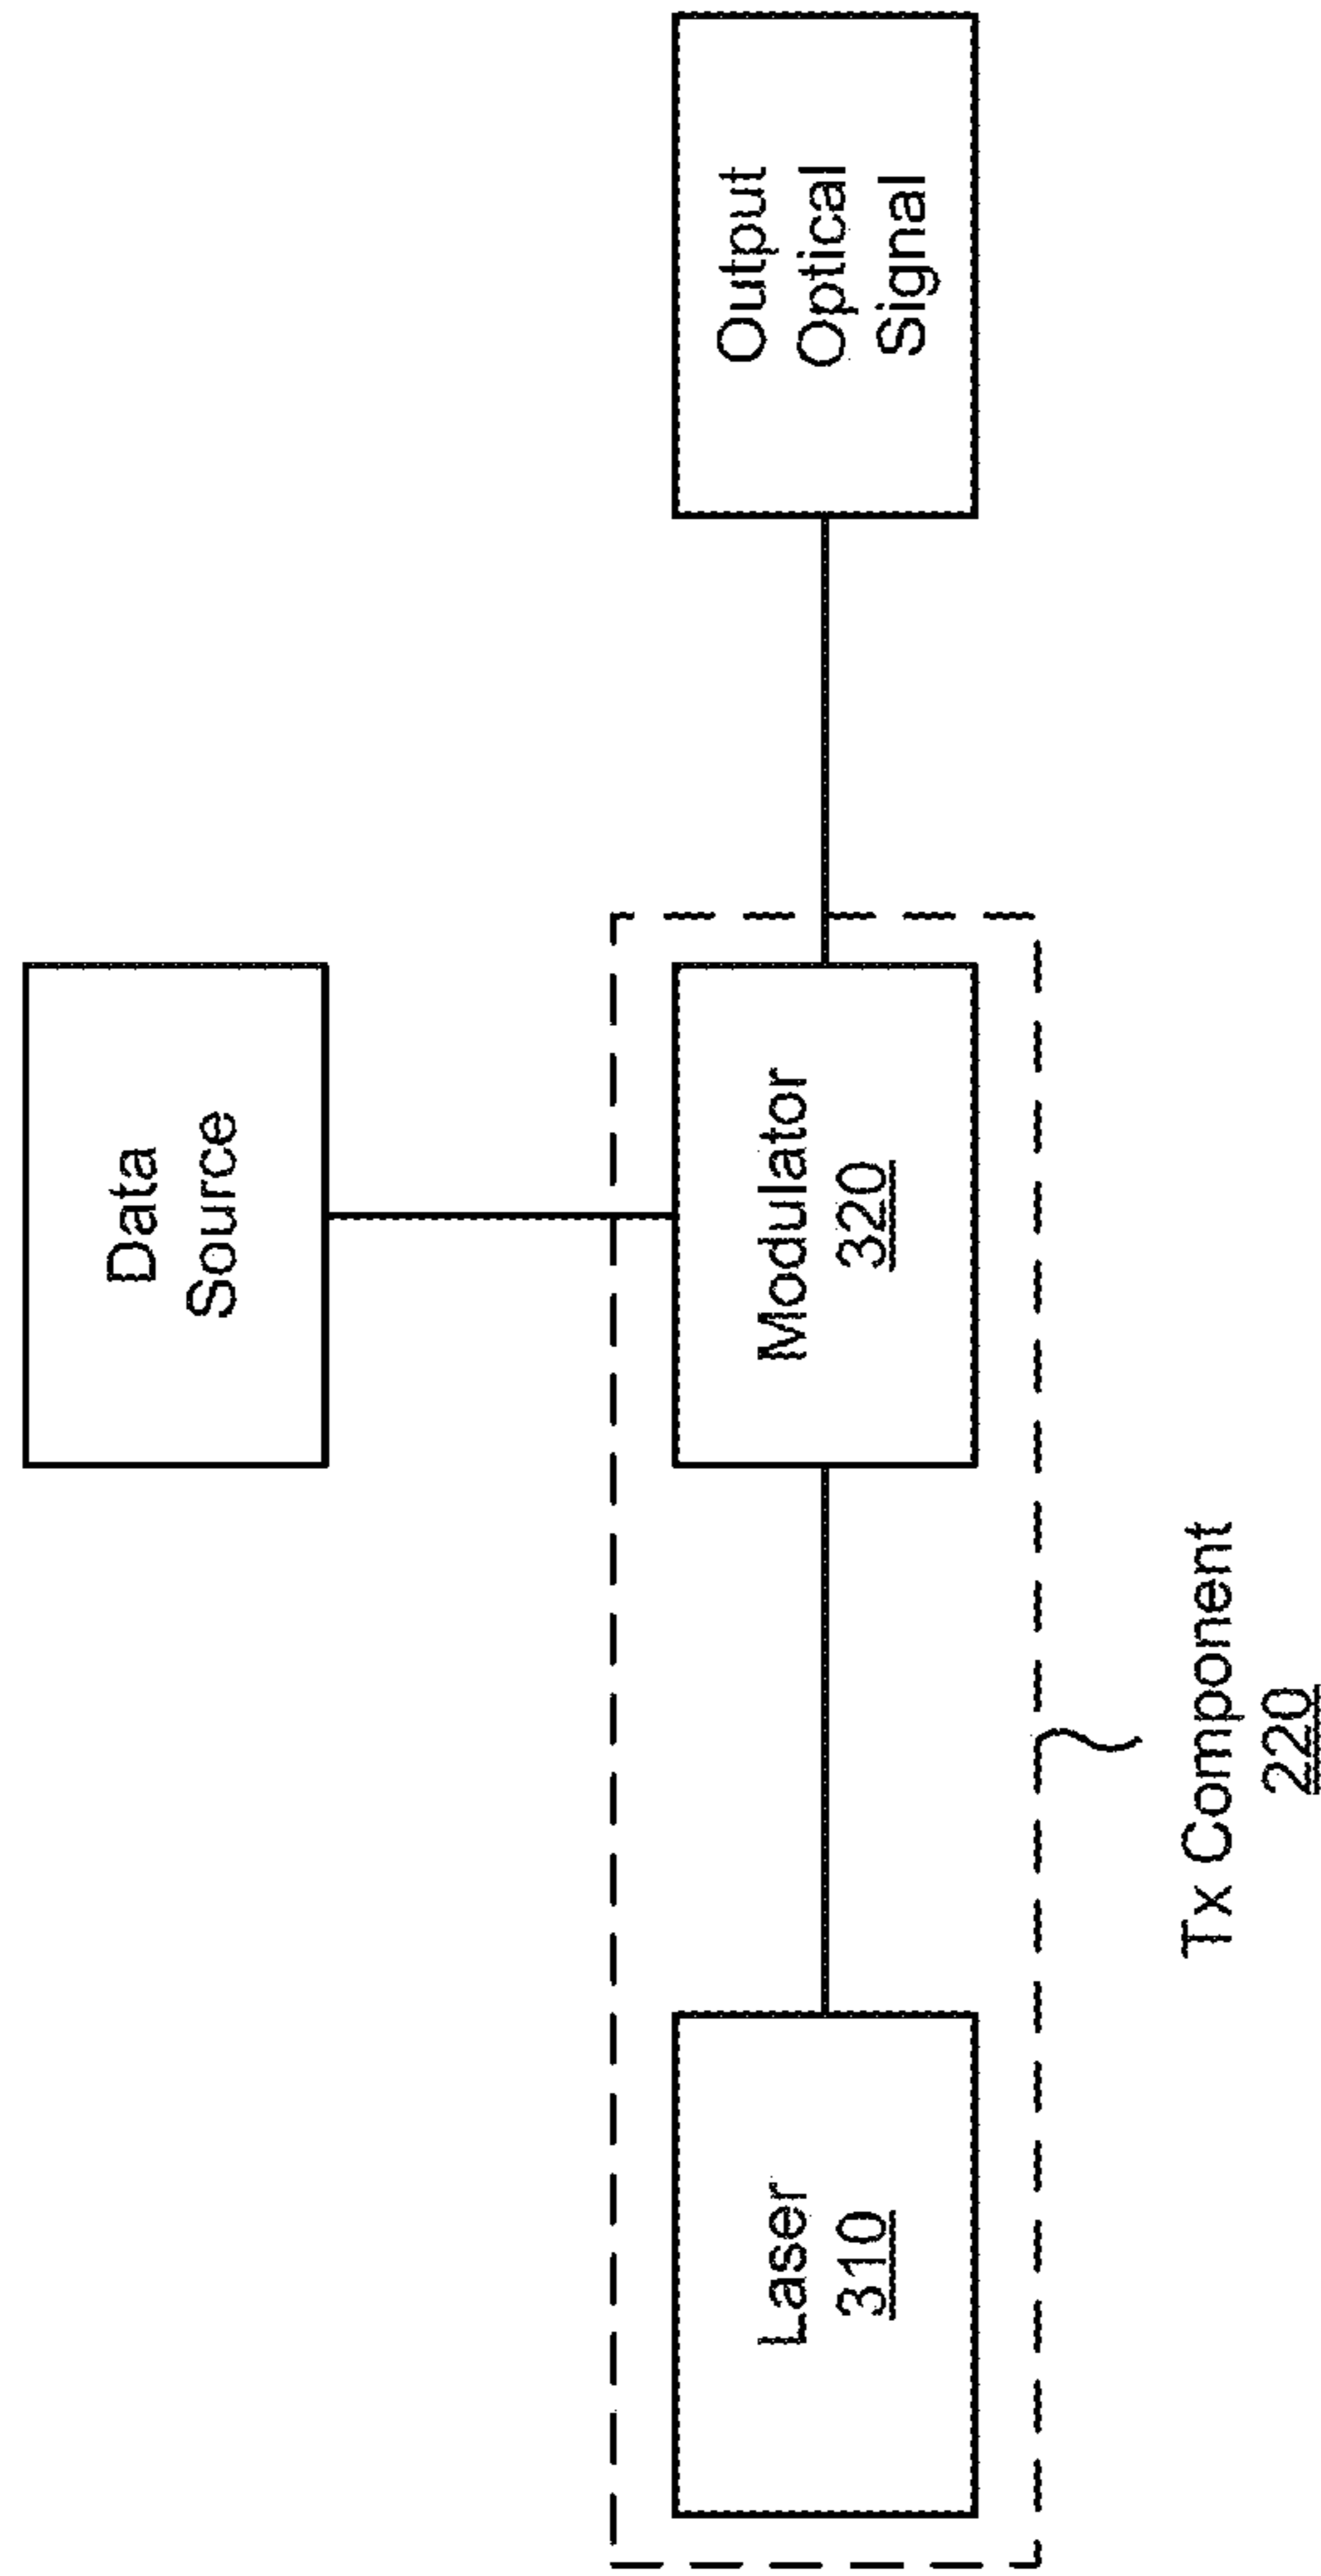 Data
Source
Laser
310
Modulator
320
Output
Optical
Signal
Tx Component
220